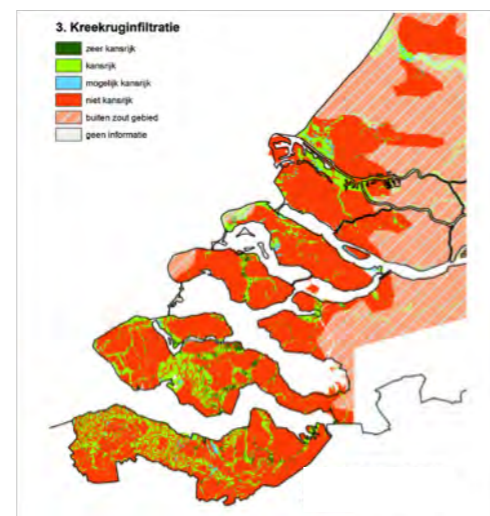 3. Kreekruginfiltratie
zeer kansrijk
kansrijk
mogelijk kansrijk
niet kansrijk
buiten zout gebied
geen informatie